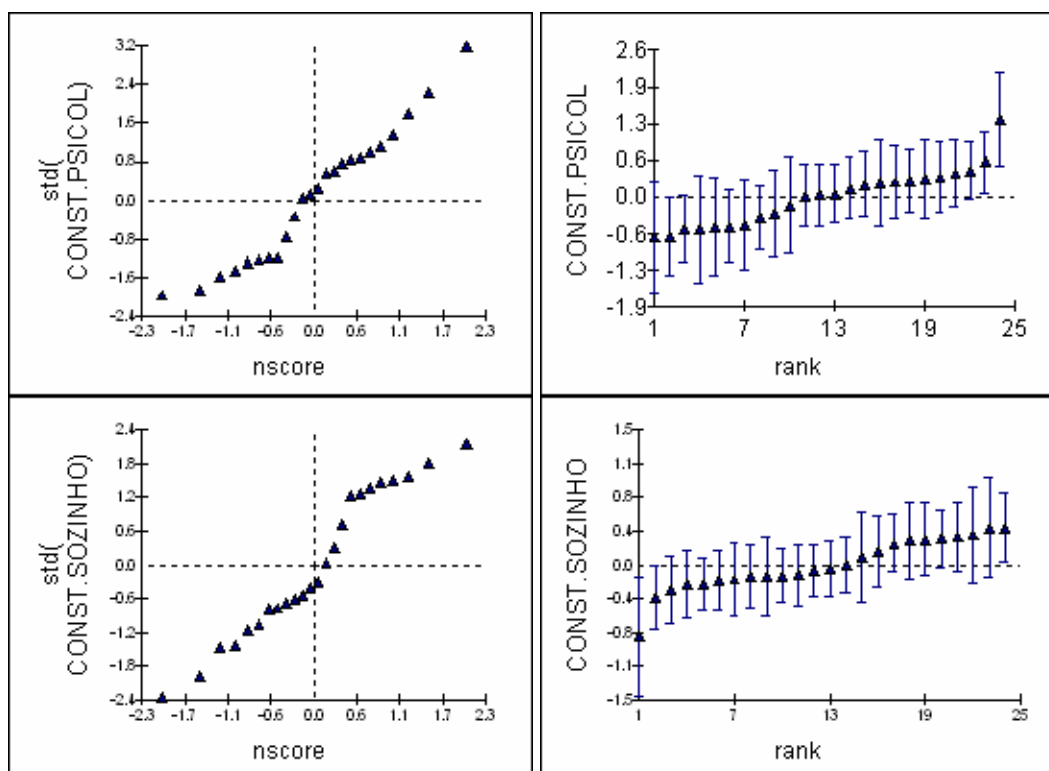 std(
CONST.PSICOL)
3.2
2.4
1.6
0.8
0.0
-0.8
-1.6
-2.4
-2.3 -1.7 -1.1 -0.6 0.0 0.6 1.1 1.7 2.3
nscore
CONST.PSICOL
2.6
1.9
1.3
0.6
0.0
-0.6
-1.3
-1.9
1 7 13 19 25
rank
std(
CONST.SOZINHO)
2.4
1.8
1.2
0.6
0.0
-0.6
-1.2
-1.8
-2.4
-2.3 -1.7 -1.1 -0.6 0.0 0.6 1.1 1.7 2.3
nscore
CONST.SOZINHO
1.5
1.1
0.8
0.4
0.0
-0.4
-0.8
-1.1
-1.5
1 7 13 19 25
rank